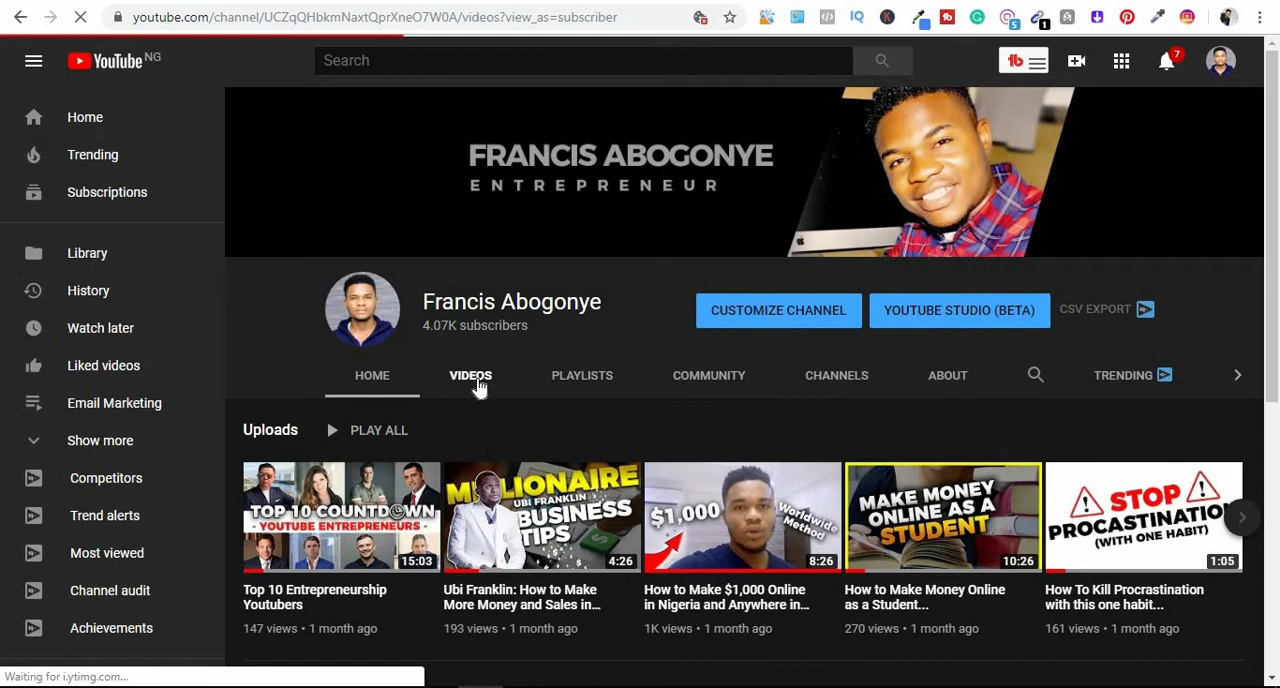 youtube.com/channel/UCZqQHbkmNaxtQprXneO7W0A/videos?view_as=subscriber
YouTube NG
Search
7
Home
Trending
Subscriptions
Library
History
Watch later
Liked videos
Email Marketing
Show more
Competitors
Trend alerts
Most viewed
Channel audit
Achievements
FRANCIS ABOGONYE
ENTREPRENEUR
Francis Abogonye
4.07K subscribers
CUSTOMIZE CHANNEL
YOUTUBE STUDIO (BETA)
CSV EXPORT
HOME
VIDEOS
PLAYLISTS
COMMUNITY
CHANNELS
ABOUT
TRENDING
Uploads
PLAY ALL
TOP 10 COUNTDOWN
YOUTUBE ENTREPRENEURS
15:03
Top 10 Entrepreneurship
Youtubers
147 views • 1 month ago
MILLIONAIRE
UBI FRANKLIN
BUSINESS
TIPS
4:26
Ubi Franklin: How to Make
More Money and Sales in...
193 views • 1 month ago
$1,000
Worldwide
Method
8:26
How to Make $1,000 Online
in Nigeria and Anywhere in...
1K views • 1 month ago
MAKE MONEY
ONLINE AS A
STUDENT
10:26
How to Make Money Online
as a Student...
270 views • 1 month ago
STOP
PROCASTINATION
(WITH ONE HABIT)
1:05
How To Kill Procrastination
with this one habit...
161 views • 1 month ago
Waiting for i.ytimg.com...